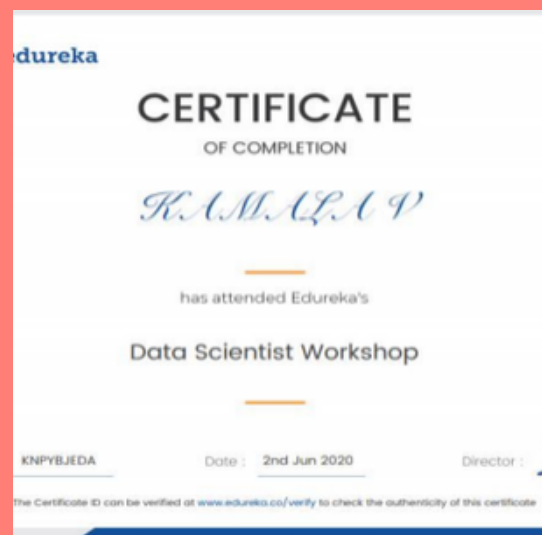 edureka
CERTIFICATE
OF COMPLETION
KAMALA V
has attended Edureka's
Data Scientist Workshop
KNPYBJEDA Date : 2nd Jun 2020 Director :
The Certificate ID can be verified at www.edureka.co/verify to check the authenticity of this certificate